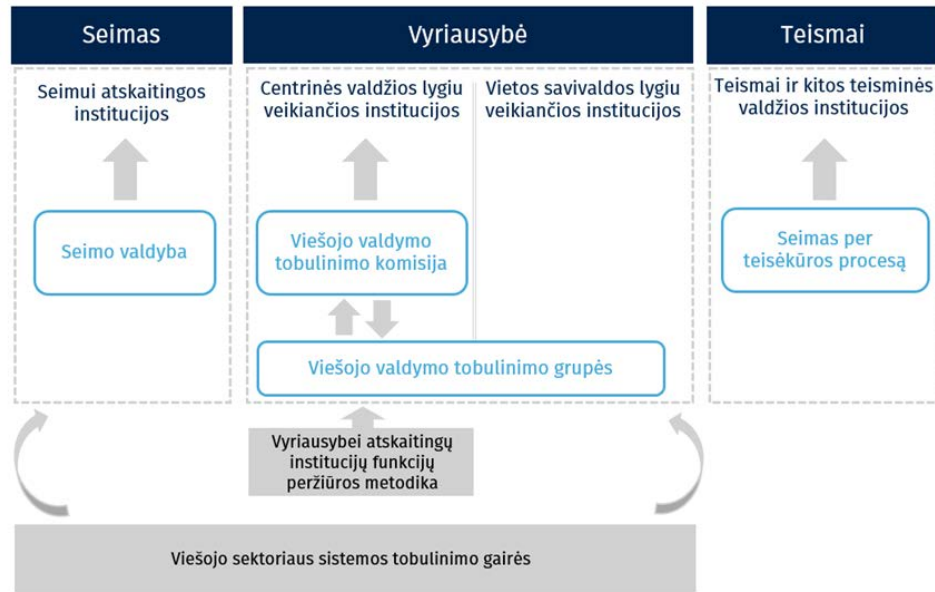 Seimas
Vyriausybė
Teismai
Seimui atskaitingos
institucijos
Centrinės valdžios lygiu
veikiančios institucijos
Vietos savivaldos lygiu
veikiančios institucijos
Teismai ir kitos teisminės
valdžios institucijos
Seimo valdyba
Viešojo valdymo
tobulinimo komisija
Seimas per
teisėkūros procesą
Viešojo valdymo tobulinimo grupės
Vyriausybei atskaitingų
institucijų funkcijų
peržiūros metodika
Viešojo sektoriaus sistemos tobulinimo gairės